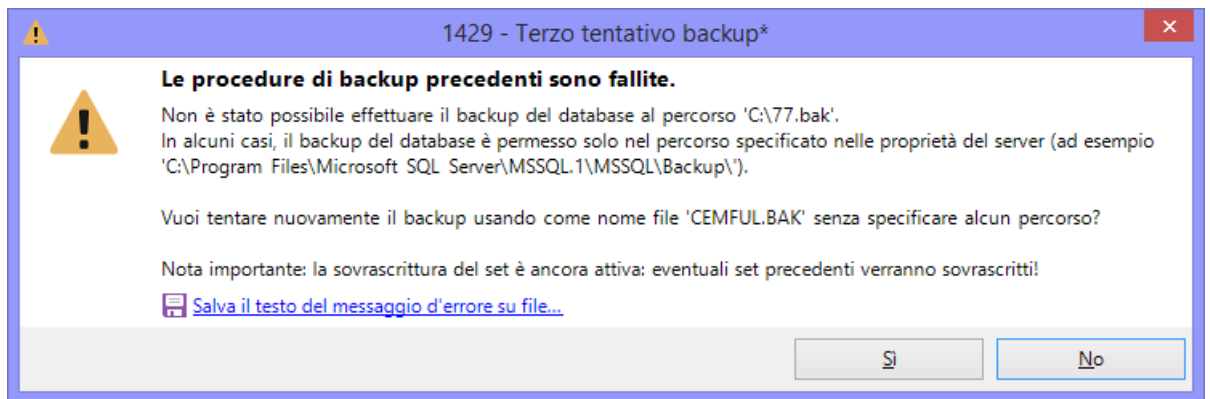 1429 - Terzo tentativo backup*
Le procedure di backup precedenti sono fallite.
Non è stato possibile effettuare il backup del database al percorso 'C:\77.bak'.
In alcuni casi, il backup del database è permesso solo nel percorso specificato nelle proprietà del server (ad esempio
'C:\Program Files\Microsoft SQL Server\MSSQL.1\MSSQL\Backup\').
Vuoi tentare nuovamente il backup usando come nome file 'CEMFUL.BAK' senza specificare alcun percorso?
Nota importante: la sovrascrittura del set è ancora attiva: eventuali set precedenti verranno sovrascritti!
Salva il testo del messaggio d'errore su file...
Sì
No